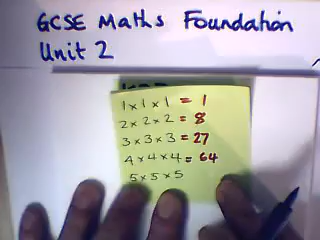 GCSE Maths Foundation
Unit 2
1 x 1 x 1 = 1
2 x 2 x 2 = 8
3 x 3 x 3 = 27
4 x 4 x 4 = 64
5 x 5 x 5